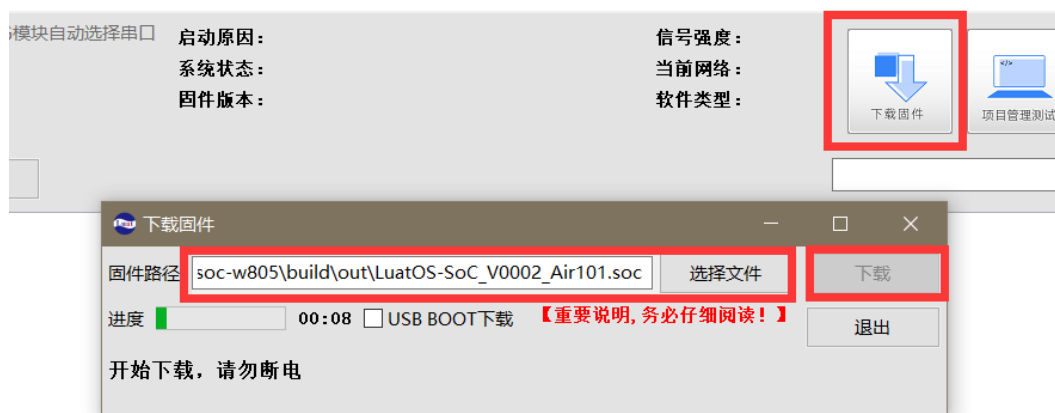 模块自动选择串口
启动原因：
信号强度：
系统状态：
当前网络：
固件版本：
软件类型：
下载固件
项目管理测试
下载固件
固件路径
soc-w805\build\out\LuatOS-SoC_V0002_Air101.soc
选择文件
下载
进度
00:08
USB BOOT下载
【重要说明,务必仔细阅读！】
退出
开始下载，请勿断电